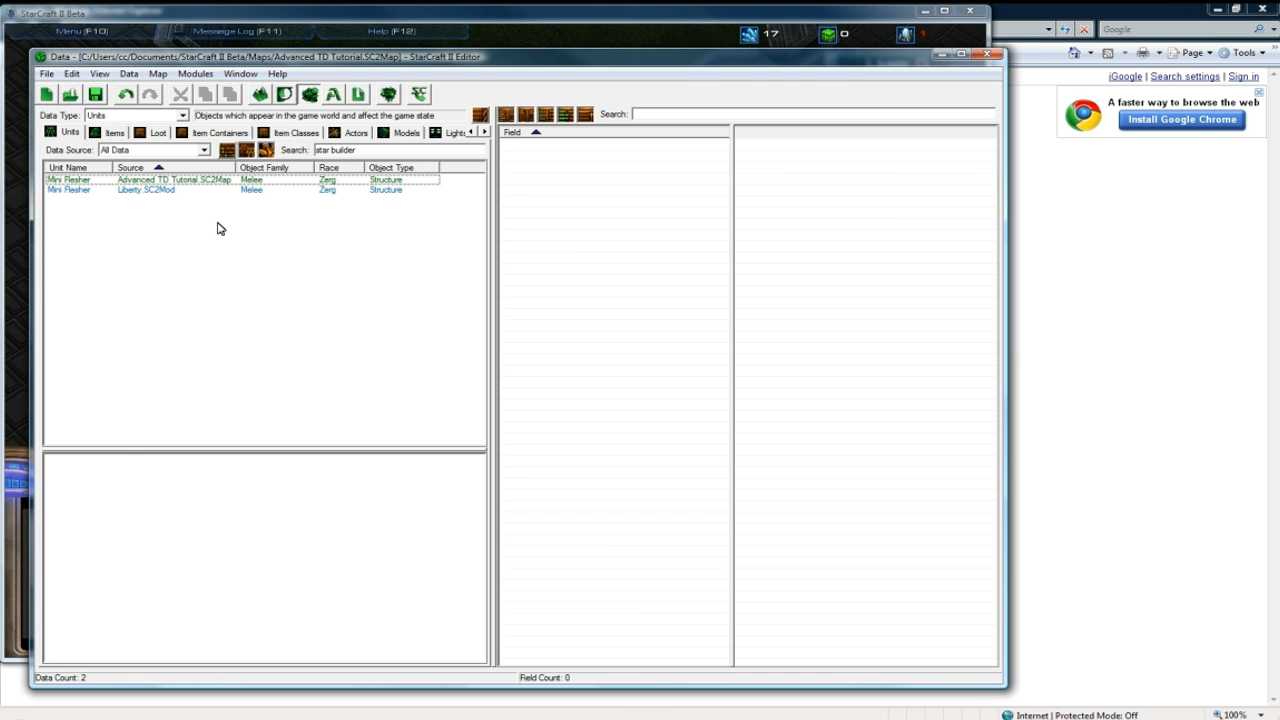 StarCraft II Beta
Menu (F10) Message Log (F11) Help (F12) 17 0 1
Google
Page Tools
iGoogle | Search settings | Sign in
A faster way to browse the web
Install Google Chrome
Data - [C:/Users/cc/Documents/StarCraft II Beta/Maps/Advanced TD Tutorial.SC2Map] - StarCraft II Editor
File Edit View Data Map Modules Window Help
Data Type: Units Objects which appear in the game world and affect the game state Search:
Units Items Loot Item Containers Item Classes Actors Models Lights Field
Data Source: All Data Search: star builder
Unit Name Source Object Family Race Object Type
Mini Flesher Advanced TD Tutorial.SC2Map Melee Zerg Structure
Mini Flesher Liberty.SC2Mod Melee Zerg Structure
Data Count: 2 Field Count: 0
Internet | Protected Mode: Off 100%